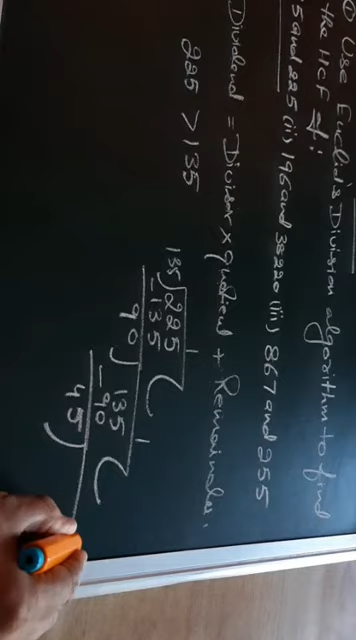 ① Use Euclid's Division algorithm to find
the HCF of:
5 and 225 (ii) 196 and 38220 (iii) 867 and 255
Dividend = Divisor x quotient + Remainder.
225 > 135
135) 225 ( 1
- 135
90) 135 ( 1
- 90
45)